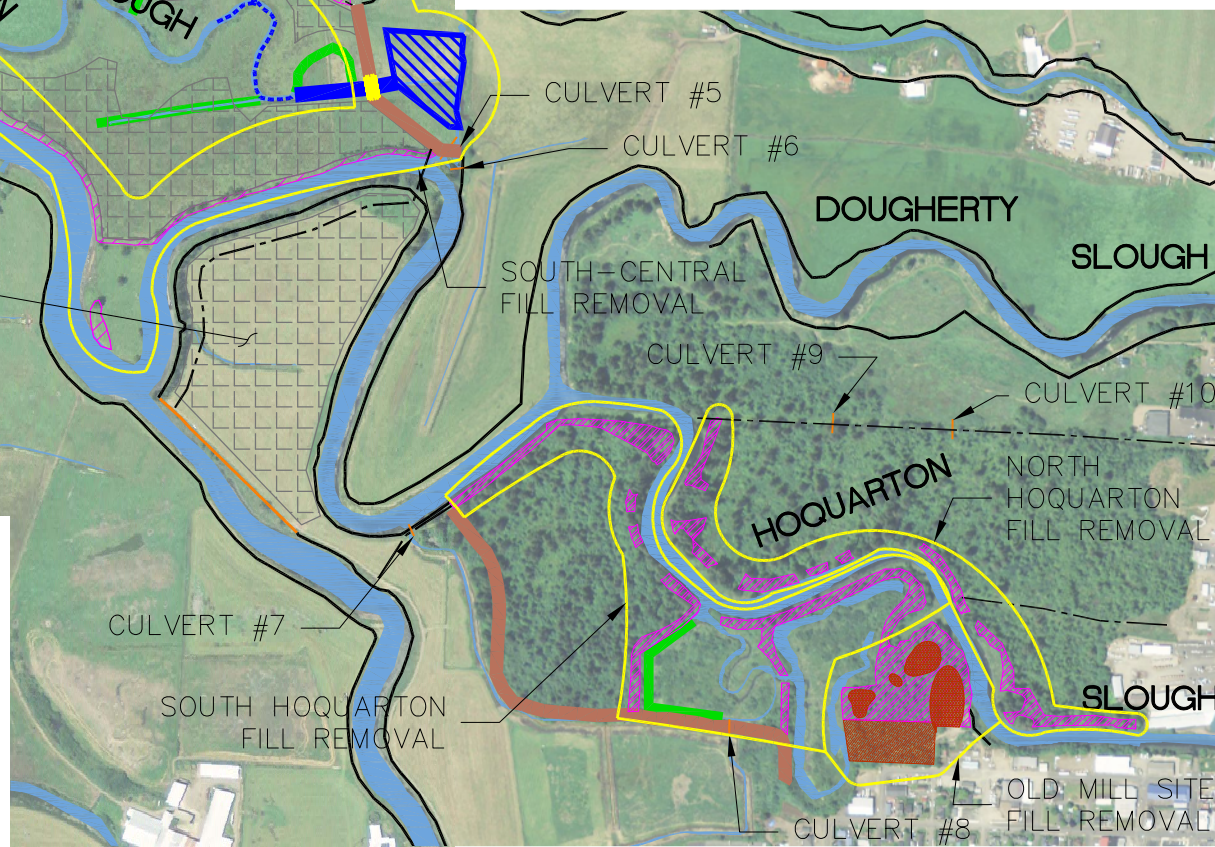 CULVERT #5
CULVERT #6
DOUGHERTY
SLOUGH
SOUTH-CENTRAL
FILL REMOVAL
CULVERT #9
CULVERT #10
NORTH
HOQUARTON
FILL REMOVAL
HOQUARTON
CULVERT #7
SOUTH HOQUARTON
FILL REMOVAL
SLOUGH
OLD MILL SITE
FILL REMOVAL
CULVERT #8